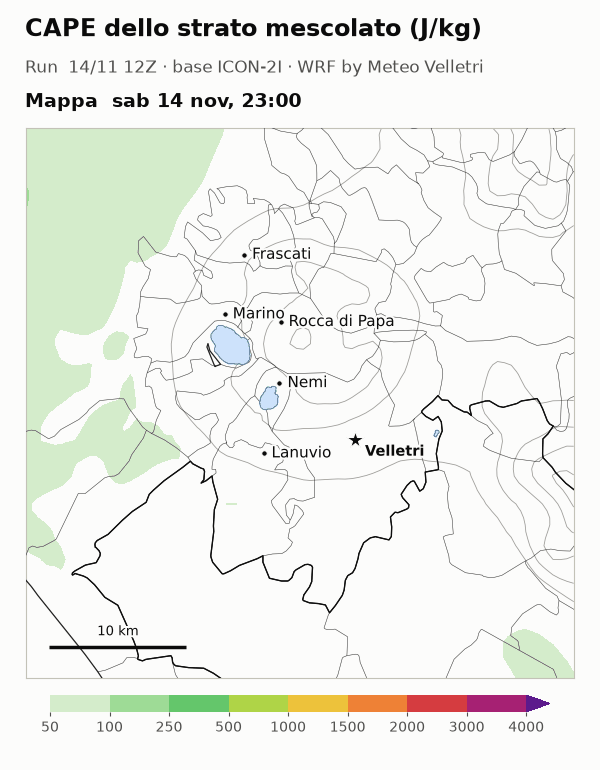 CAPE dello strato mescolato (J/kg)
Run  14/11 12Z · base ICON-2I · WRF by Meteo Velletri
Mappa  sab 14 nov, 23:00
Frascati
Marino
Rocca di Papa
Nemi
Velletri
Lanuvio
10 km
50 100 250 500 1000 1500 2000 3000 4000